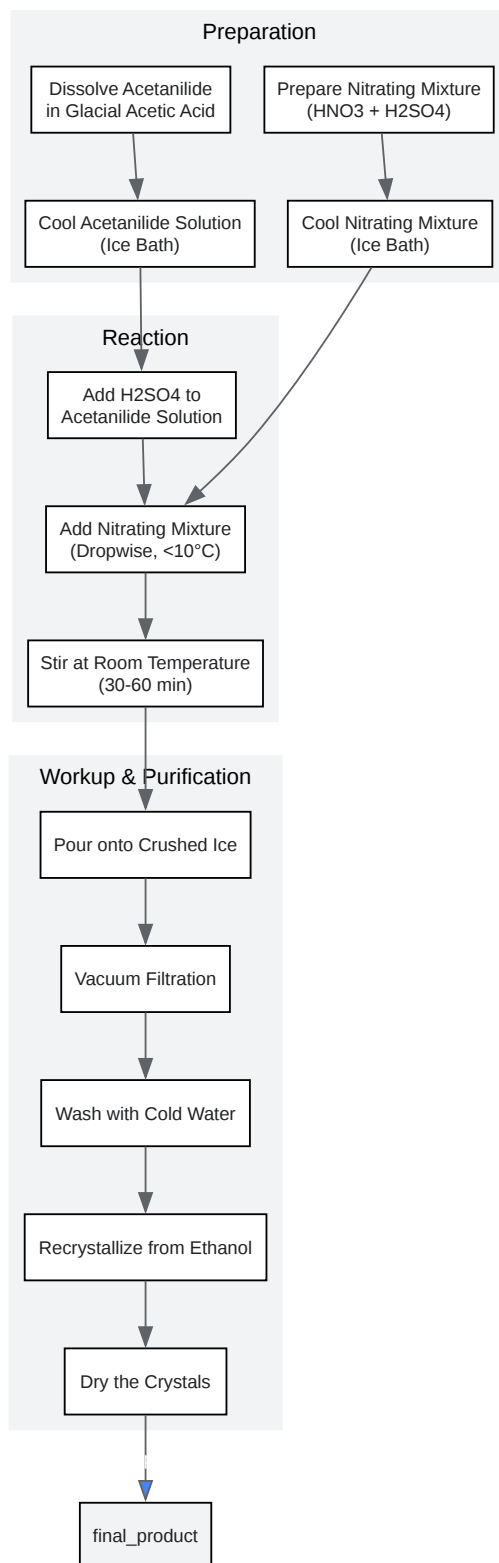 Preparation
Dissolve Acetanilide
in Glacial Acetic Acid
Prepare Nitrating Mixture
(HNO3 + H2SO4)
Cool Acetanilide Solution
(Ice Bath)
Cool Nitrating Mixture
(Ice Bath)
Reaction
Add H2SO4 to
Acetanilide Solution
Add Nitrating Mixture
(Dropwise, <10°C)
Stir at Room Temperature
(30-60 min)
Workup & Purification
Pour onto Crushed Ice
Vacuum Filtration
Wash with Cold Water
Recrystallize from Ethanol
Dry the Crystals
final_product